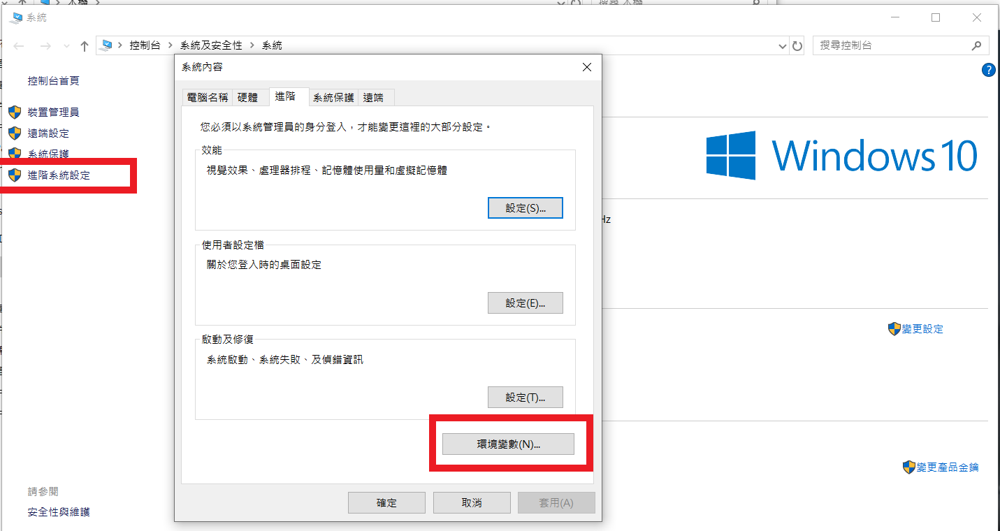 本機
搜尋 本機
系統
控制台 系統及安全性 系統
搜尋控制台
控制台首頁
裝置管理員
遠端設定
系統保護
進階系統設定
系統內容
電腦名稱 硬體 進階 系統保護 遠端
您必須以系統管理員的身分登入，才能變更這裡的大部分設定。
效能
視覺效果、處理器排程、記憶體使用量和虛擬記憶體
設定(S)...
使用者設定檔
關於您登入時的桌面設定
設定(E)...
啟動及修復
系統啟動、系統失敗、及偵錯資訊
設定(T)...
環境變數(N)...
確定 取消 套用(A)
?
Windows 10
Hz
變更設定
變更產品金鑰
請參閱
安全性與維護